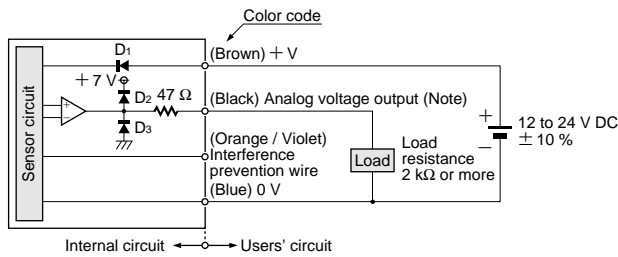 Color code
D1
(Brown) + V
+ 7 V
D2 47 Ω
(Black) Analog voltage output (Note)
D3
Sensor circuit
+
−
(Orange / Violet)
Interference
prevention wire
Load
Load
resistance
2 kΩ or more
+
−
12 to 24 V DC
± 10 %
(Blue) 0 V
Internal circuit
Users' circuit